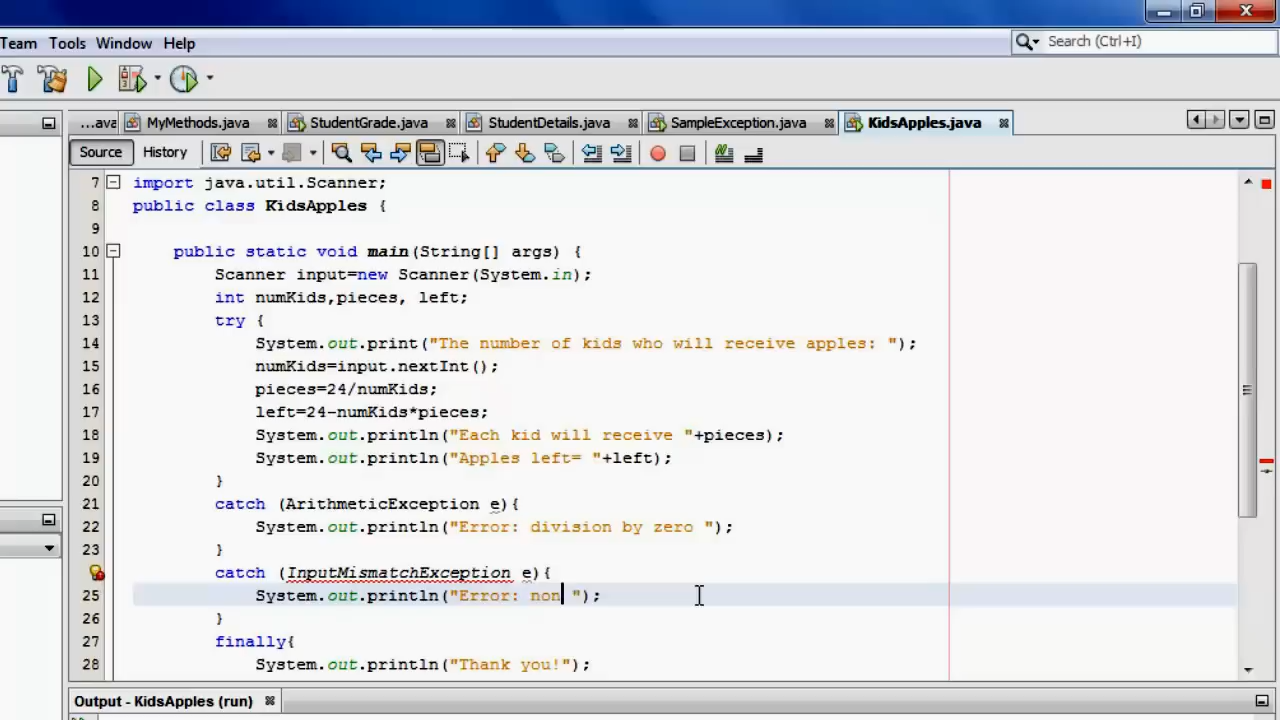 Team Tools Window Help
Search (Ctrl+I)
...ava MyMethods.java StudentGrade.java StudentDetails.java SampleException.java KidsApples.java
Source History
7 import java.util.Scanner;
8 public class KidsApples {
9
10 public static void main(String[] args) {
11 Scanner input=new Scanner(System.in);
12 int numKids,pieces, left;
13 try {
14 System.out.print("The number of kids who will receive apples: ");
15 numKids=input.nextInt();
16 pieces=24/numKids;
17 left=24-numKids*pieces;
18 System.out.println("Each kid will receive "+pieces);
19 System.out.println("Apples left= "+left);
20 }
21 catch (ArithmeticException e){
22 System.out.println("Error: division by zero ");
23 }
catch (InputMismatchException e){
25 System.out.println("Error: non ");
26 }
27 finally{
28 System.out.println("Thank you!");
Output - KidsApples (run)